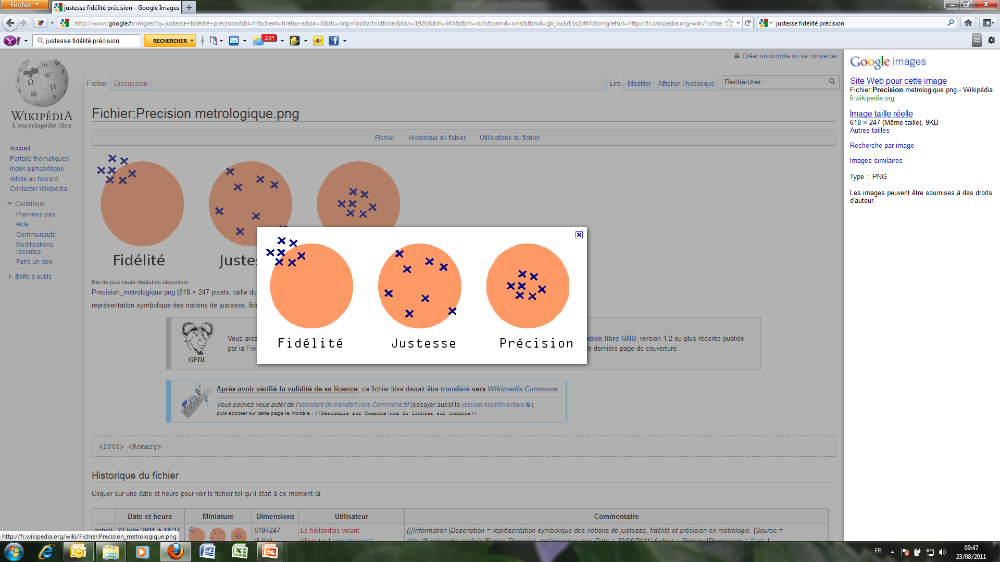 Firefox
justesse fidélité précision - Google Images
http://www.google.fr/imgres?q=justesse+fidélité+précision&hl=fr&client=firefox-a&sa=X&rls=org.mozilla:fr:official&biw=1920&bih=945&tbm=isch&prmd=ivns&tbnid=gb_xwErESsZxfM:&imgrefurl=http://fr.wikipedia.org/wiki/Fichier
justesse fidélité précision
justesse fidélité précision
RECHERCHER
25°
Créer un compte ou se connecter
Fichier
Discussion
Lire
Modifier
Afficher l'historique
Rechercher
WIKIPÉDIA
L'encyclopédie libre
Accueil
Portails thématiques
Index alphabétique
Article au hasard
Contacter Wikipédia
Contribuer
Premiers pas
Aide
Communauté
Modifications
récentes
Faire un don
Boîte à outils
Fichier:Precision metrologique.png
Fichier
Historique du fichier
Utilisations du fichier
Fidélité
Juste
Fidélité
Justesse
Précision
Pas de plus haute résolution disponible.
Precision_metrologique.png (618 × 247 pixels, taille du
représentation symbolique des notions de justesse, fid
GFDL
Vous avez
ation libre GNU, version 1.2 ou plus récente publiée
par la Fre
le dernière page de couverture.
Après avoir vérifié la validité de sa licence, ce fichier libre devrait être transféré vers Wikimedia Commons.
Vous pouvez vous aider de l'assistant de transfert vers Commons (essayer aussi la version expérimentale),
puis apposer sur cette page le modèle : {{Désormais sur Commons|nom du fichier sur commons}}.
<2005> <Romary>
Historique du fichier
Cliquer sur une date et heure pour voir le fichier tel qu'il était à ce moment-là.
Date et heure
Miniature
Dimensions
Utilisateur
Commentaire
actuel
22 juin 2011 à 18:37
618×247
Le hollandais volant
({{Information |Description = représentation symbolique des notions de justesse, fidélité et précision en métrologie. |Source =
(5 Ko)
(discuter | contributions)
http://fr.wikipedia.org/wiki/Fichier:Precision_metrologique.png |Date = 22/06/2011 |Auteur = Romary |Permission = }}
http://fr.wikipedia.org/wiki/Fichier:Precision_metrologique.png
Google images
Site Web pour cette image
Fichier:Precision metrologique.png - Wikipédia
fr.wikipedia.org
Image taille réelle
618 × 247 (Même taille), 9KB
Autres tailles
Recherche par image
Images similaires
Type : PNG
Les images peuvent être soumises à des droits
d'auteur.
FR
09:47
23/08/2011